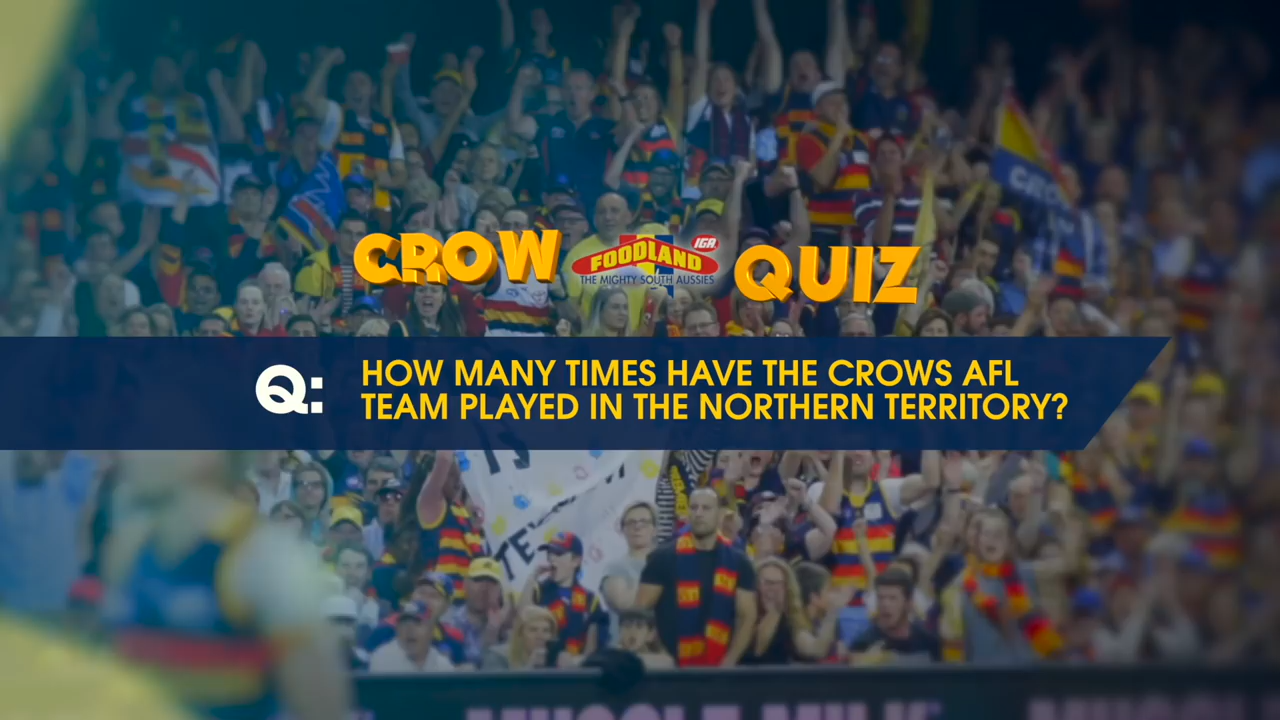 CROW
FOODLAND
IGA
THE MIGHTY SOUTH AUSSIES
QUIZ
Q:
HOW MANY TIMES HAVE THE CROWS AFL
TEAM PLAYED IN THE NORTHERN TERRITORY?